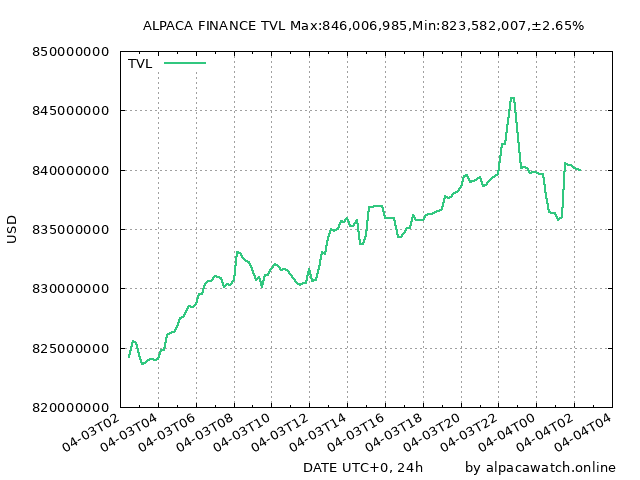 ALPACA FINANCE TVL Max:846,006,985,Min:823,582,007,±2.65%
850000000
TVL
845000000
840000000
835000000
830000000
825000000
820000000
USD
04-03T02
04-03T04
04-03T06
04-03T08
04-03T10
04-03T12
04-03T14
04-03T16
04-03T18
04-03T20
04-03T22
04-04T00
04-04T02
04-04T04
DATE UTC+0, 24h
by alpacawatch.online